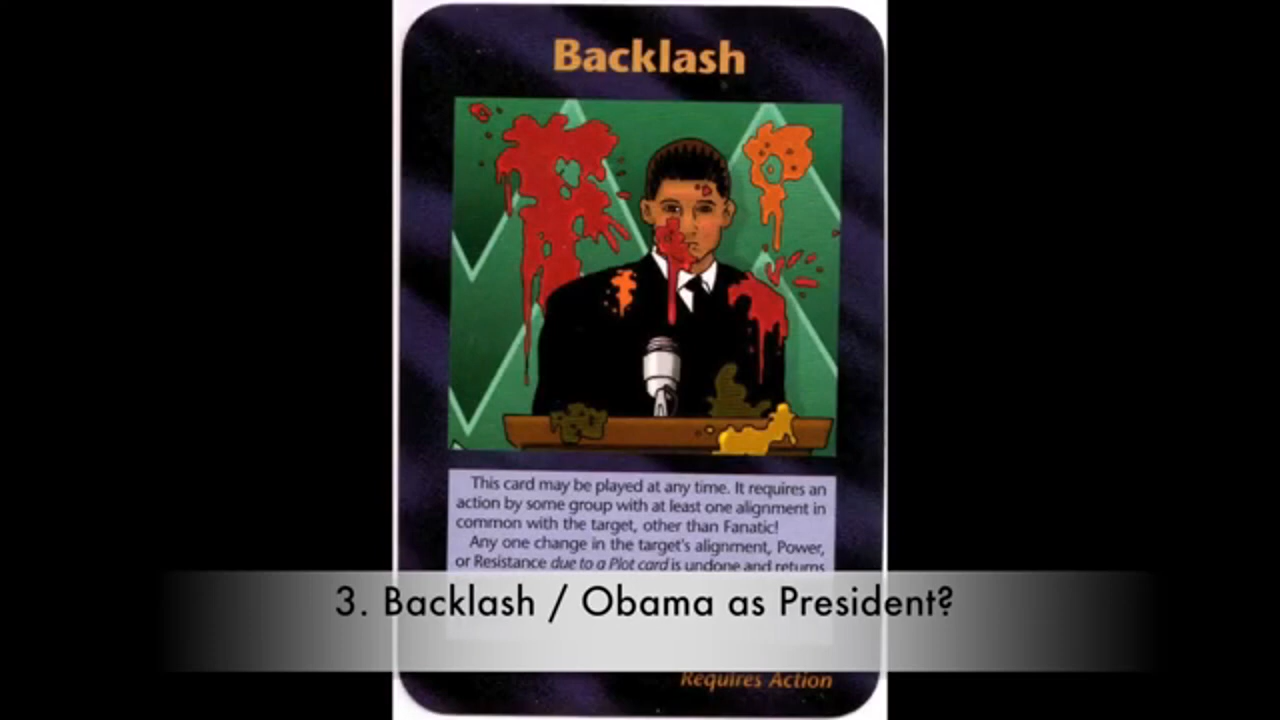 Backlash
This card may be played at any time. It requires an
action by some group with at least one alignment in
common with the target, other than Fanatic!
Any one change in the target's alignment, Power,
or Resistance due to a Plot card is undone and returns
3. Backlash / Obama as President?
Requires Action